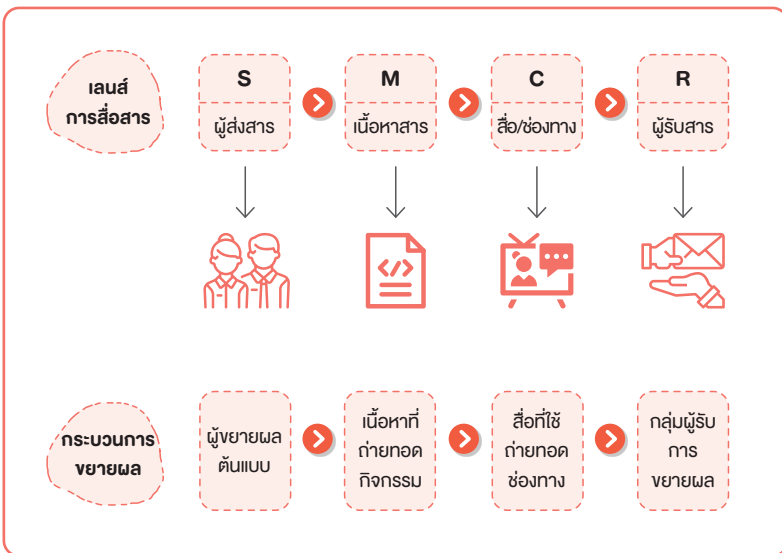 เลนส์
การสื่อสาร
S
ผู้ส่งสาร
M
เนื้อหาสาร
C
สื่อ/ช่องทาง
R
ผู้รับสาร
</>
กระบวนการ
ขยายผล
ผู้ขยายผล
ต้นแบบ
เนื้อหาที่
ถ่ายทอด
กิจกรรม
สื่อที่ใช้
ถ่ายทอด
ช่องทาง
กลุ่มผู้รับ
การ
ขยายผล